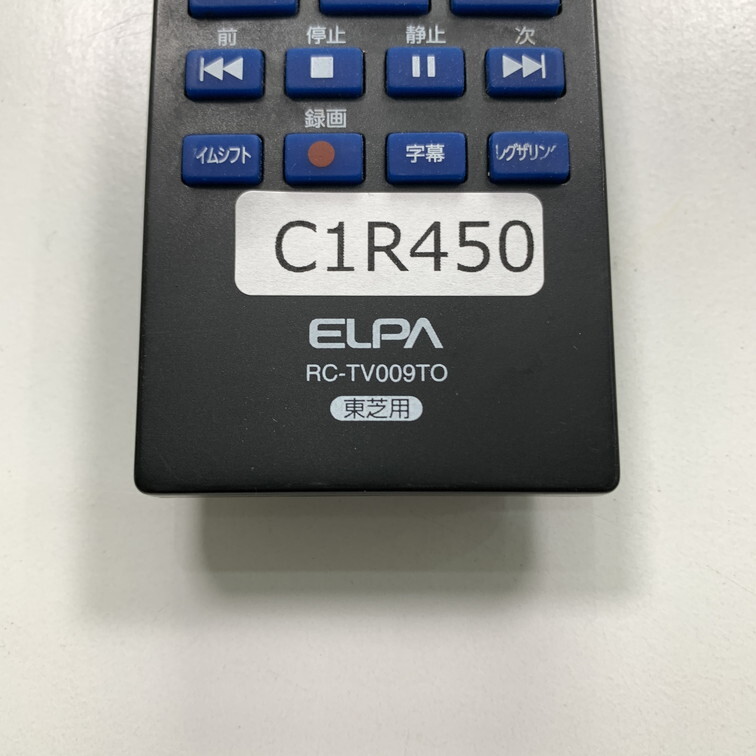 前 停止 静止 次
録画
イムシフト 字幕 レグザリン
C1R450
ELPA
RC-TV009TO
東芝用